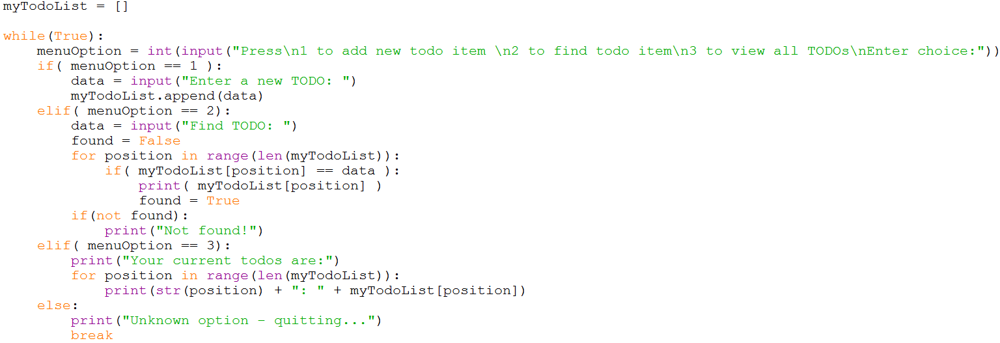 myTodoList = []

while(True):
    menuOption = int(input("Press\n1 to add new todo item \n2 to find todo item\n3 to view all TODOs\nEnter choice:"))
    if( menuOption == 1 ):
        data = input("Enter a new TODO: ")
        myTodoList.append(data)
    elif( menuOption == 2):
        data = input("Find TODO: ")
        found = False
        for position in range(len(myTodoList)):
            if( myTodoList[position] == data ):
                print( myTodoList[position] )
                found = True
        if(not found):
            print("Not found!")
    elif( menuOption == 3):
        print("Your current todos are:")
        for position in range(len(myTodoList)):
            print(str(position) + ": " + myTodoList[position])
    else:
        print("Unknown option - quitting...")
        break